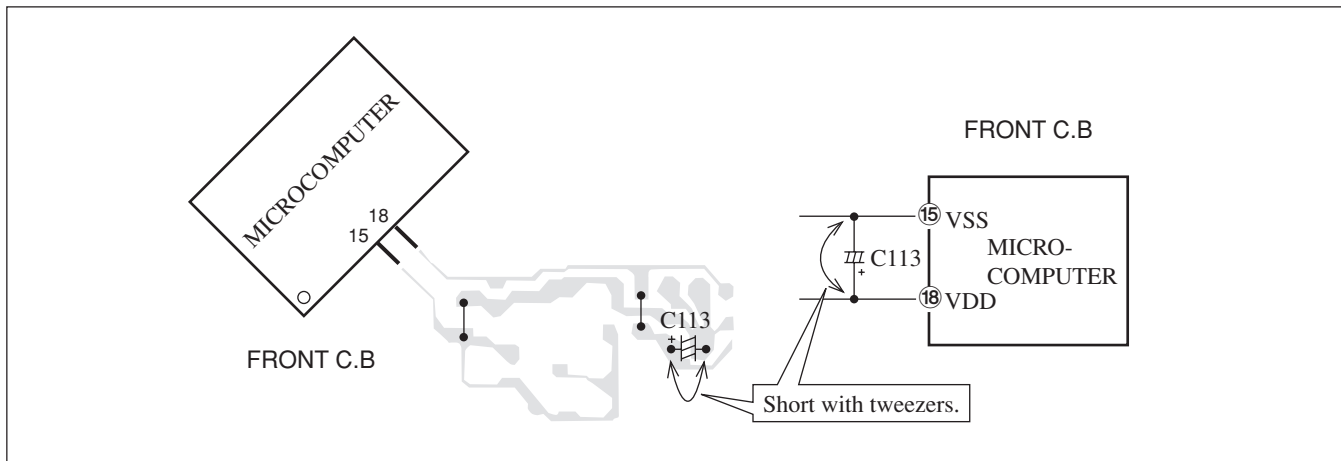 MICROCOMPUTER
18
15
FRONT C.B
C113
+
FRONT C.B
15 VSS
C113
+
MICRO-
COMPUTER
18 VDD
Short with tweezers.